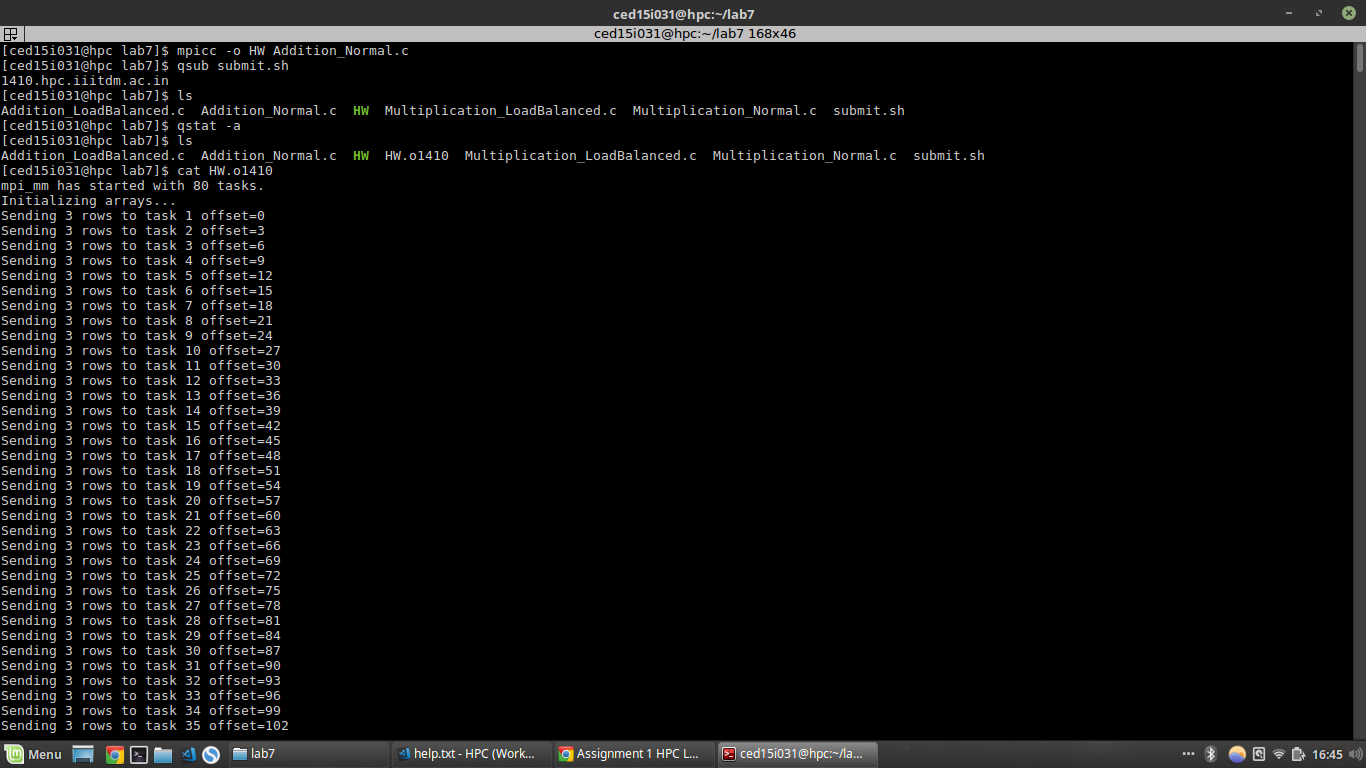 ced15i031@hpc:~/lab7
ced15i031@hpc:~/lab7 168x46
[ced15i031@hpc lab7]$ mpicc -o HW Addition_Normal.c
[ced15i031@hpc lab7]$ qsub submit.sh
1410.hpc.iiitdm.ac.in
[ced15i031@hpc lab7]$ ls
Addition_LoadBalanced.c  Addition_Normal.c  HW  Multiplication_LoadBalanced.c  Multiplication_Normal.c  submit.sh
[ced15i031@hpc lab7]$ qstat -a
[ced15i031@hpc lab7]$ ls
Addition_LoadBalanced.c  Addition_Normal.c  HW  HW.o1410  Multiplication_LoadBalanced.c  Multiplication_Normal.c  submit.sh
[ced15i031@hpc lab7]$ cat HW.o1410
mpi_mm has started with 80 tasks.
Initializing arrays...
Sending 3 rows to task 1 offset=0
Sending 3 rows to task 2 offset=3
Sending 3 rows to task 3 offset=6
Sending 3 rows to task 4 offset=9
Sending 3 rows to task 5 offset=12
Sending 3 rows to task 6 offset=15
Sending 3 rows to task 7 offset=18
Sending 3 rows to task 8 offset=21
Sending 3 rows to task 9 offset=24
Sending 3 rows to task 10 offset=27
Sending 3 rows to task 11 offset=30
Sending 3 rows to task 12 offset=33
Sending 3 rows to task 13 offset=36
Sending 3 rows to task 14 offset=39
Sending 3 rows to task 15 offset=42
Sending 3 rows to task 16 offset=45
Sending 3 rows to task 17 offset=48
Sending 3 rows to task 18 offset=51
Sending 3 rows to task 19 offset=54
Sending 3 rows to task 20 offset=57
Sending 3 rows to task 21 offset=60
Sending 3 rows to task 22 offset=63
Sending 3 rows to task 23 offset=66
Sending 3 rows to task 24 offset=69
Sending 3 rows to task 25 offset=72
Sending 3 rows to task 26 offset=75
Sending 3 rows to task 27 offset=78
Sending 3 rows to task 28 offset=81
Sending 3 rows to task 29 offset=84
Sending 3 rows to task 30 offset=87
Sending 3 rows to task 31 offset=90
Sending 3 rows to task 32 offset=93
Sending 3 rows to task 33 offset=96
Sending 3 rows to task 34 offset=99
Sending 3 rows to task 35 offset=102
Menu lab7 help.txt - HPC (Work... Assignment 1 HPC L... ced15i031@hpc:~/la... 16:45